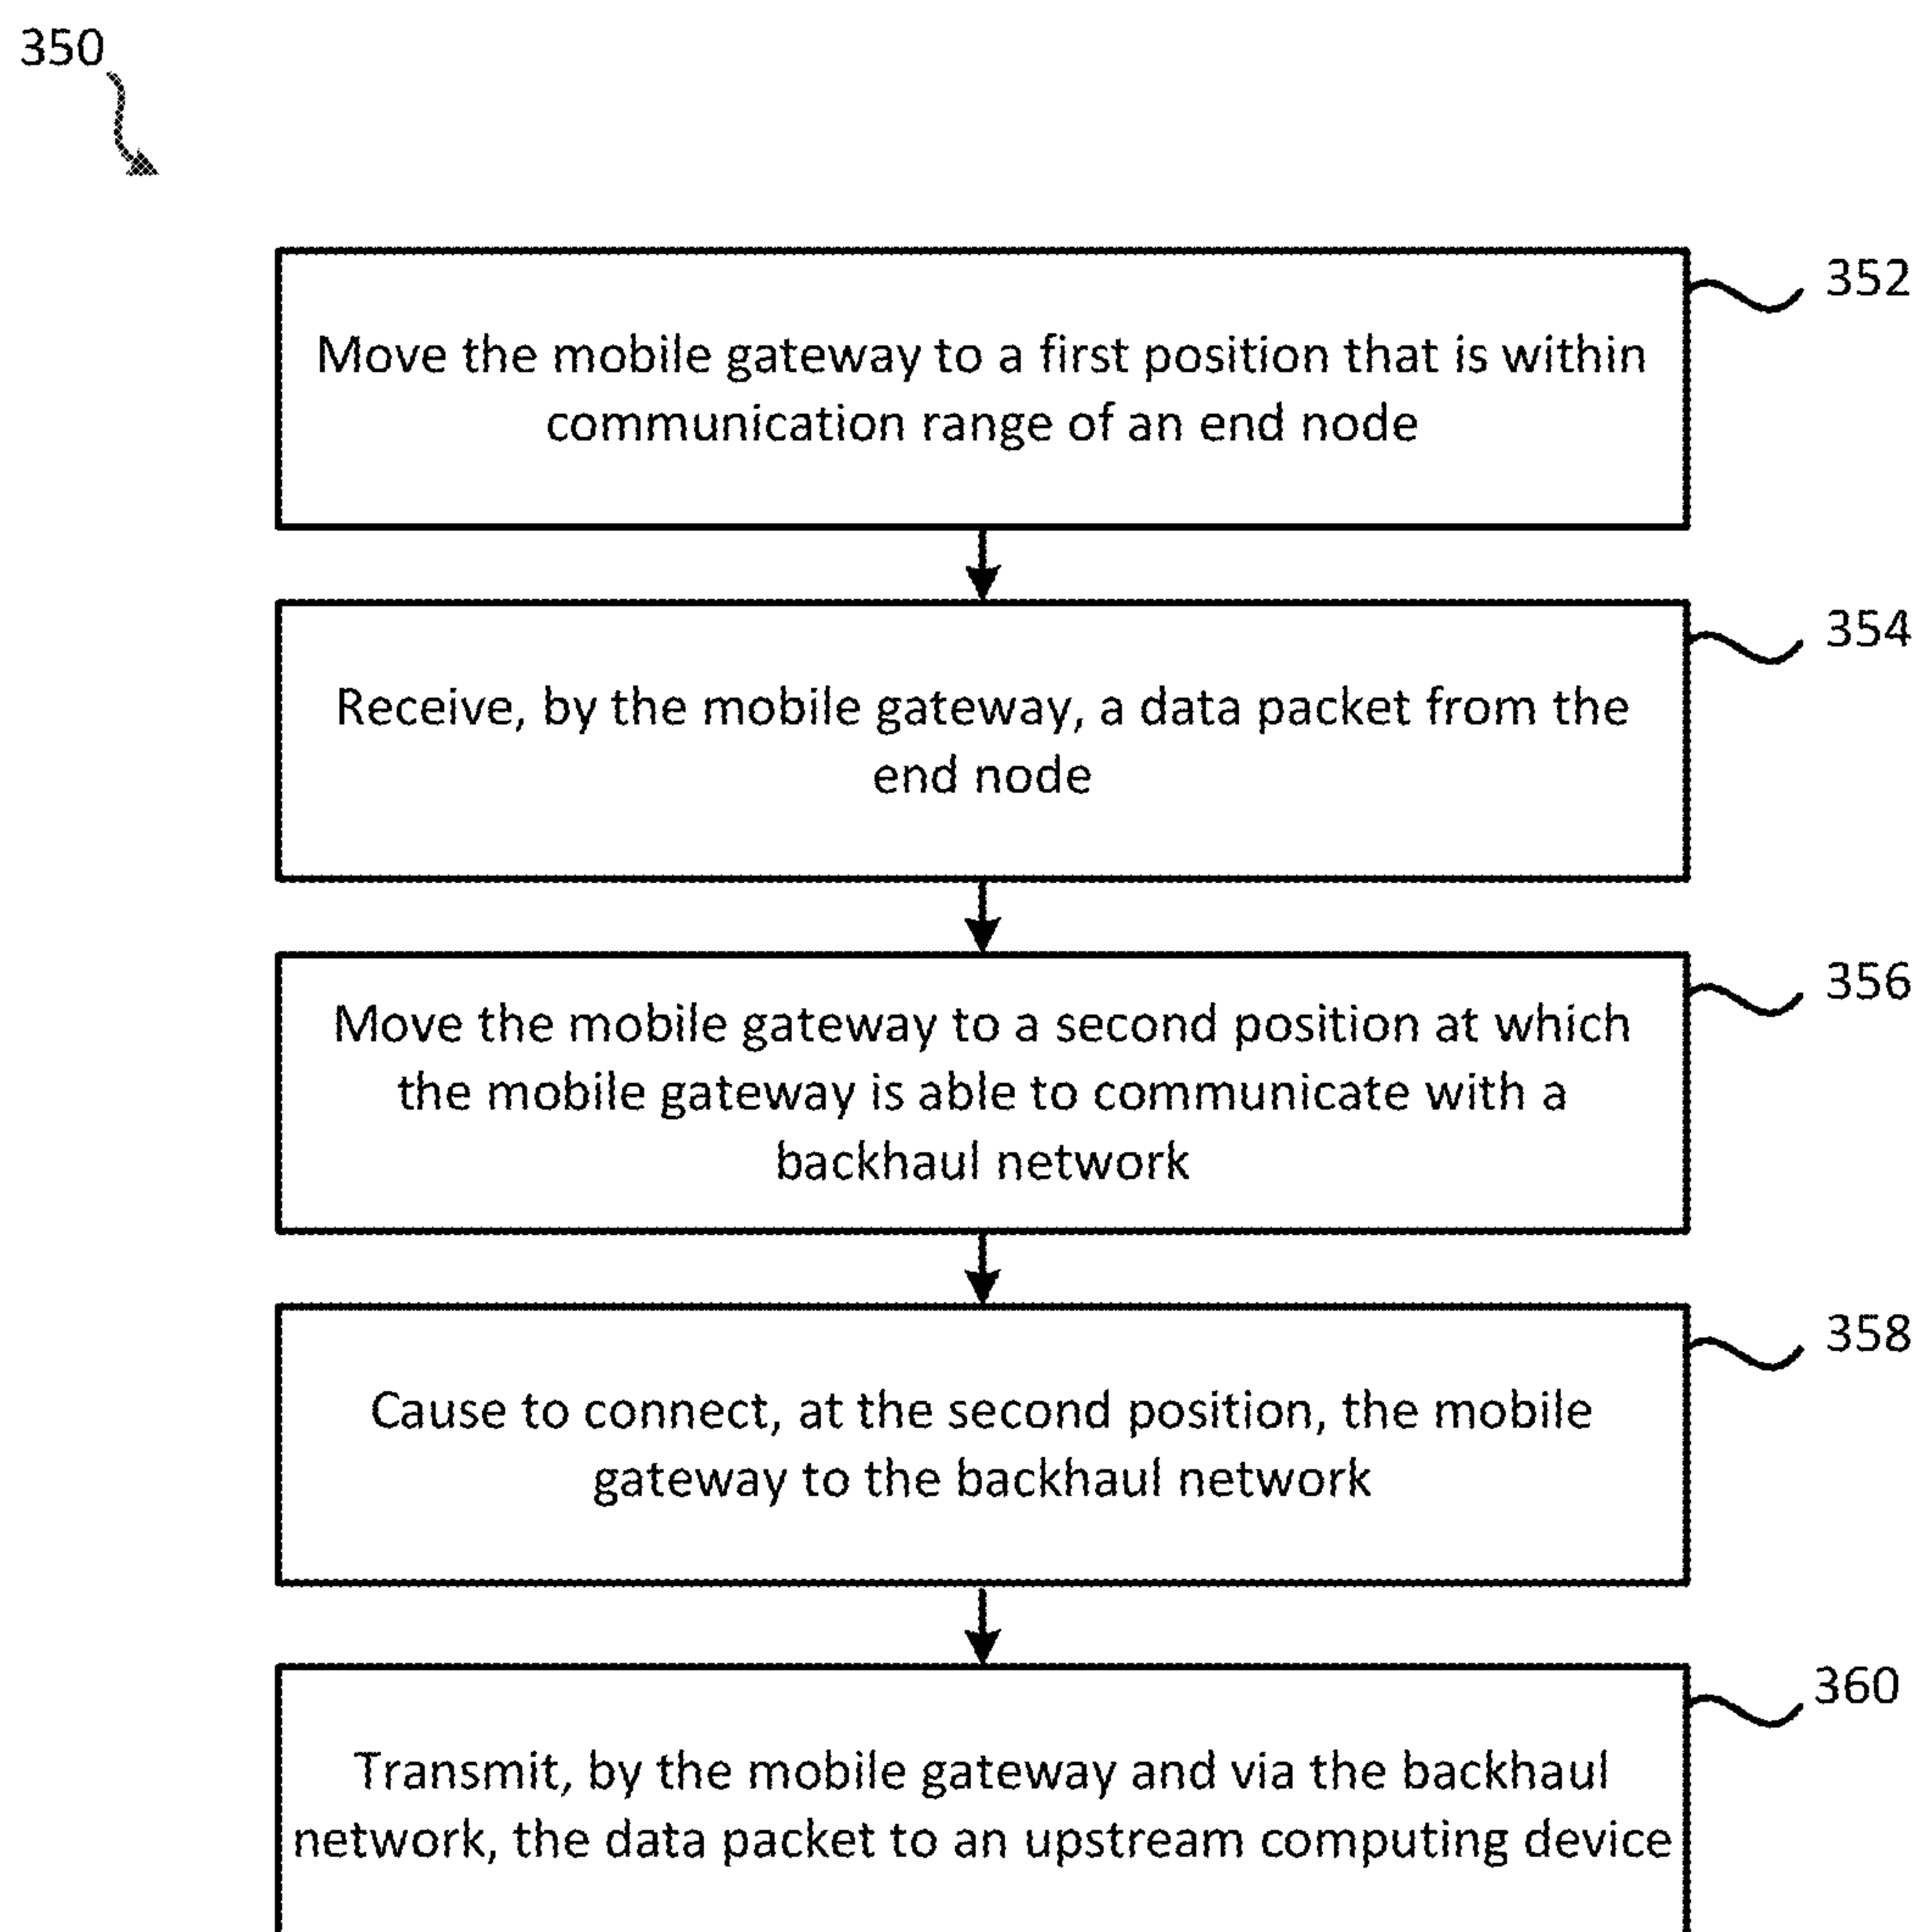 350
352
Move the mobile gateway to a first position that is within
communication range of an end node
354
Receive, by the mobile gateway, a data packet from the
end node
356
Move the mobile gateway to a second position at which
the mobile gateway is able to communicate with a
backhaul network
358
Cause to connect, at the second position, the mobile
gateway to the backhaul network
360
Transmit, by the mobile gateway and via the backhaul
network, the data packet to an upstream computing device